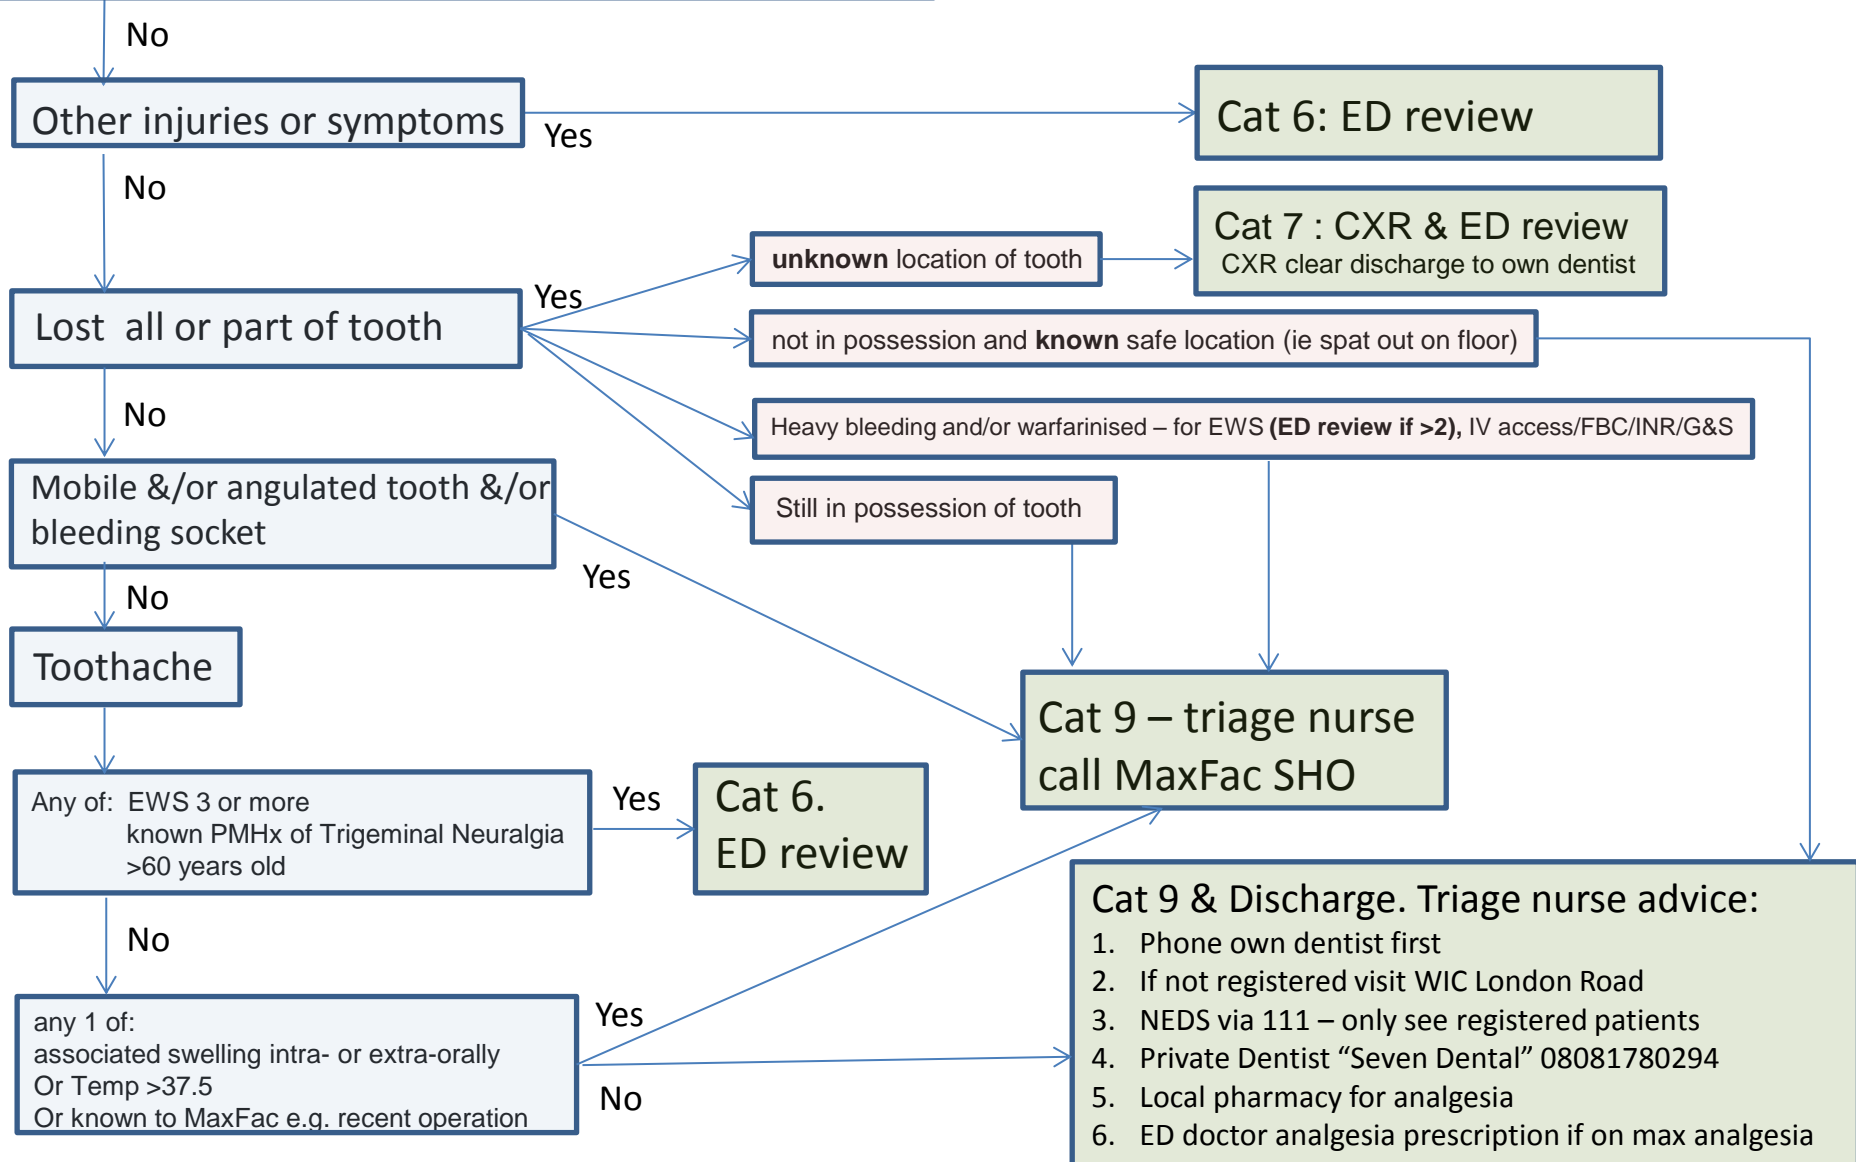 No
Other injuries or symptoms
Yes
Cat 6: ED review
No
Lost all or part of tooth
Yes
unknown location of tooth
Cat 7 : CXR & ED review
CXR clear discharge to own dentist
not in possession and known safe location (ie spat out on floor)
Heavy bleeding and/or warfarinised – for EWS (ED review if >2), IV access/FBC/INR/G&S
Still in possession of tooth
No
Mobile &/or angulated tooth &/or
bleeding socket
Yes
No
Toothache
Cat 9 – triage nurse
call MaxFac SHO
Any of: EWS 3 or more
known PMHx of Trigeminal Neuralgia
>60 years old
Yes
Cat 6.
ED review
No
any 1 of:
associated swelling intra- or extra-orally
Or Temp >37.5
Or known to MaxFac e.g. recent operation
Yes
No
Cat 9 & Discharge. Triage nurse advice:
1. Phone own dentist first
2. If not registered visit WIC London Road
3. NEDS via 111 – only see registered patients
4. Private Dentist “Seven Dental” 08081780294
5. Local pharmacy for analgesia
6. ED doctor analgesia prescription if on max analgesia